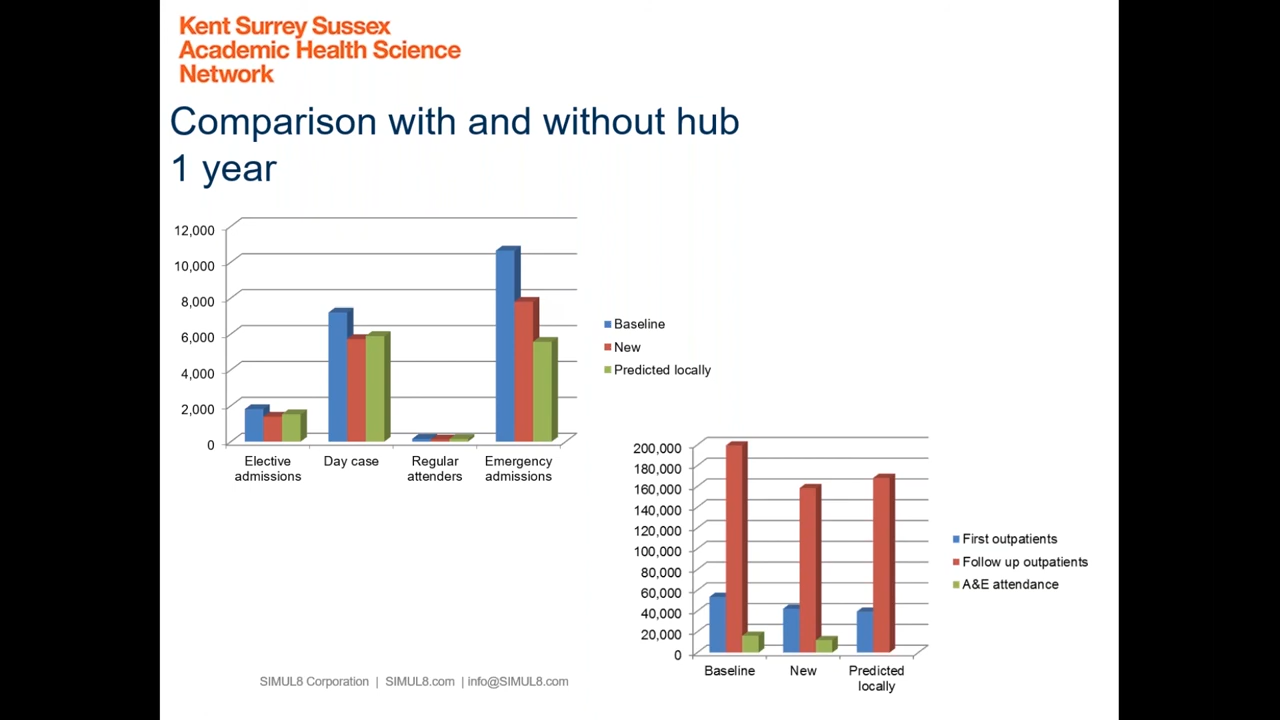 Kent Surrey Sussex
Academic Health Science
Network
Comparison with and without hub
1 year
12,000
10,000
8,000
6,000
4,000
2,000
0
Elective admissions
Day case
Regular attenders
Emergency admissions
Baseline
New
Predicted locally
200,000
180,000
160,000
140,000
120,000
100,000
80,000
60,000
40,000
20,000
0
Baseline
New
Predicted locally
First outpatients
Follow up outpatients
A&E attendance
SIMUL8 Corporation | SIMUL8.com | info@SIMUL8.com